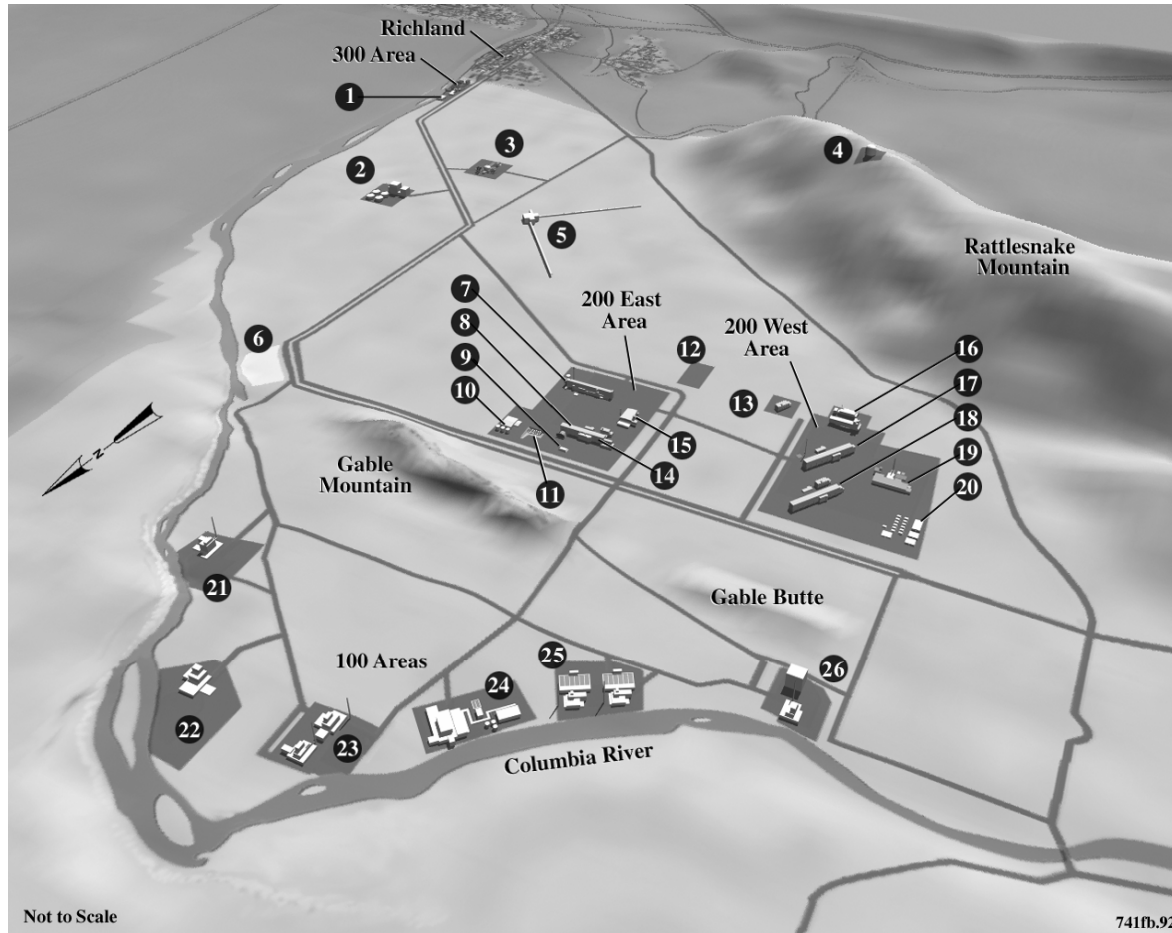 Richland
300 Area
1
2
3
4
5
Rattlesnake
Mountain
6
7
8
9
10
200 East
Area
12
200 West
Area
13
16
17
18
19
20
15
14
11
N
Gable
Mountain
21
Gable Butte
22
100 Areas
23
24
25
26
Columbia River
Not to Scale
741fb.92